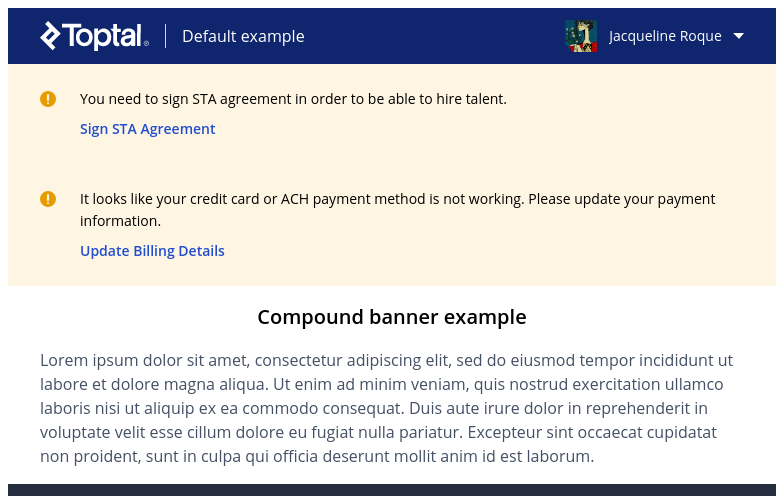 Toptal® Default example Jacqueline Roque
You need to sign STA agreement in order to be able to hire talent.
Sign STA Agreement
It looks like your credit card or ACH payment method is not working. Please update your payment
information.
Update Billing Details
Compound banner example
Lorem ipsum dolor sit amet, consectetur adipiscing elit, sed do eiusmod tempor incididunt ut
labore et dolore magna aliqua. Ut enim ad minim veniam, quis nostrud exercitation ullamco
laboris nisi ut aliquip ex ea commodo consequat. Duis aute irure dolor in reprehenderit in
voluptate velit esse cillum dolore eu fugiat nulla pariatur. Excepteur sint occaecat cupidatat
non proident, sunt in culpa qui officia deserunt mollit anim id est laborum.